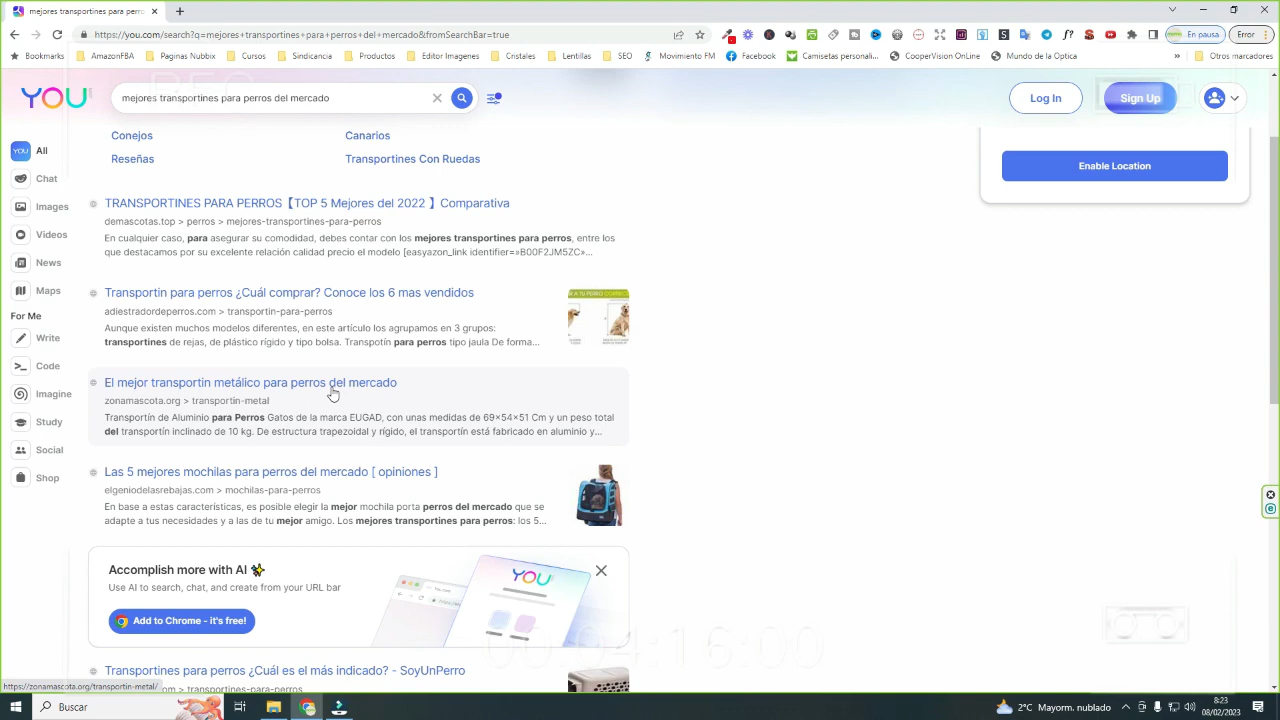 mejores transportines para perro
https://you.com/search?q=mejores+transportines+para+perros+del+mercado&fromSearchBar=true
En pausa
Error
Bookmarks
AmazonFBA
Paginas Nubbix
Cursos
Sindicancia
Productos
Editor Imagenes
Cristales
Lentillas
SEO
Movimiento FM
Facebook
Camisetas personali...
CooperVision Online
Mundo de la Optica
»
Otros marcadores
YOU
mejores transportines para perros del mercado
Log In
Sign Up
Conejos
Canarios
Reseñas
Transportines Con Ruedas
Enable Location
YOU
All
Chat
Images
Videos
News
Maps
For Me
Write
Code
Imagine
Study
Social
Shop
TRANSPORTINES PARA PERROS【TOP 5 Mejores del 2022 】Comparativa
demascotas.top > perros > mejores-transportines-para-perros
En cualquier caso, para asegurar su comodidad, debes contar con los mejores transportines para perros, entre los
que destacamos por su excelente relación calidad precio el modelo [easyazon_link identifier=»B00F2JM5ZC»...
Transportin para perros ¿Cuál comprar? Conoce los 6 mas vendidos
adiestradordeperros.com > transportin-para-perros
Aunque existen muchos modelos diferentes, en este artículo los agrupamos en 3 grupos:
transportines de rejas, de plástico rígido y tipo bolsa. Transpotín para perros tipo jaula De forma...
El mejor transportin metálico para perros del mercado
zonamascota.org > transportin-metal
Transportín de Aluminio para Perros Gatos de la marca EUGAD, con unas medidas de 69×54×51 Cm y un peso total
del transportín inclinado de 10 kg. De estructura trapezoidal y rígido, el transportín está fabricado en aluminio y...
Las 5 mejores mochilas para perros del mercado [ opiniones ]
elgeniodelasrebajas.com > mochilas-para-perros
En base a estas características, es posible elegir la mejor mochila porta perros del mercado que se
adapte a tus necesidades y a las de tu mejor amigo. Los mejores transportines para perros: los 5...
Accomplish more with AI
Use AI to search, chat, and create from your URL bar
Add to Chrome - it's free!
YOU
00:04:16:00
Transportines para perros ¿Cuál es el más indicado? - SoyUnPerro
om > transportines-para-perros
https://zonamascota.org/transportin-metal/
Buscar
2°C Mayorm. nublado
8:23
08/02/2023